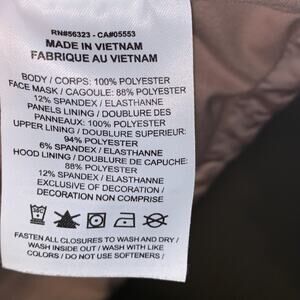 RN#56323 - CA#05553
MADE IN VIETNAM
FABRIQUE AU VIETNAM
BODY / CORPS: 100% POLYESTER
FACE MASK / CAGOULE: 88% POLYESTER
12% SPANDEX / ELASTHANNE
PANELS LINING / DOUBLURE DES
PANNEAUX: 100% POLYESTER
UPPER LINING / DOUBLURE SUPERIEUR:
94% POLYESTER
6% SPANDEX / ELASTHANNE
HOOD LINING / DOUBLURE DE CAPUCHE:
88% POLYESTER
12% SPANDEX / ELASTHANNE
EXCLUSIVE OF DECORATION /
DECORATION NON COMPRISE
FASTEN ALL CLOSURES TO WASH AND DRY /
WASH INSIDE OUT / WASH WITH LIKE
COLORS / DO NOT USE SOFTENERS /